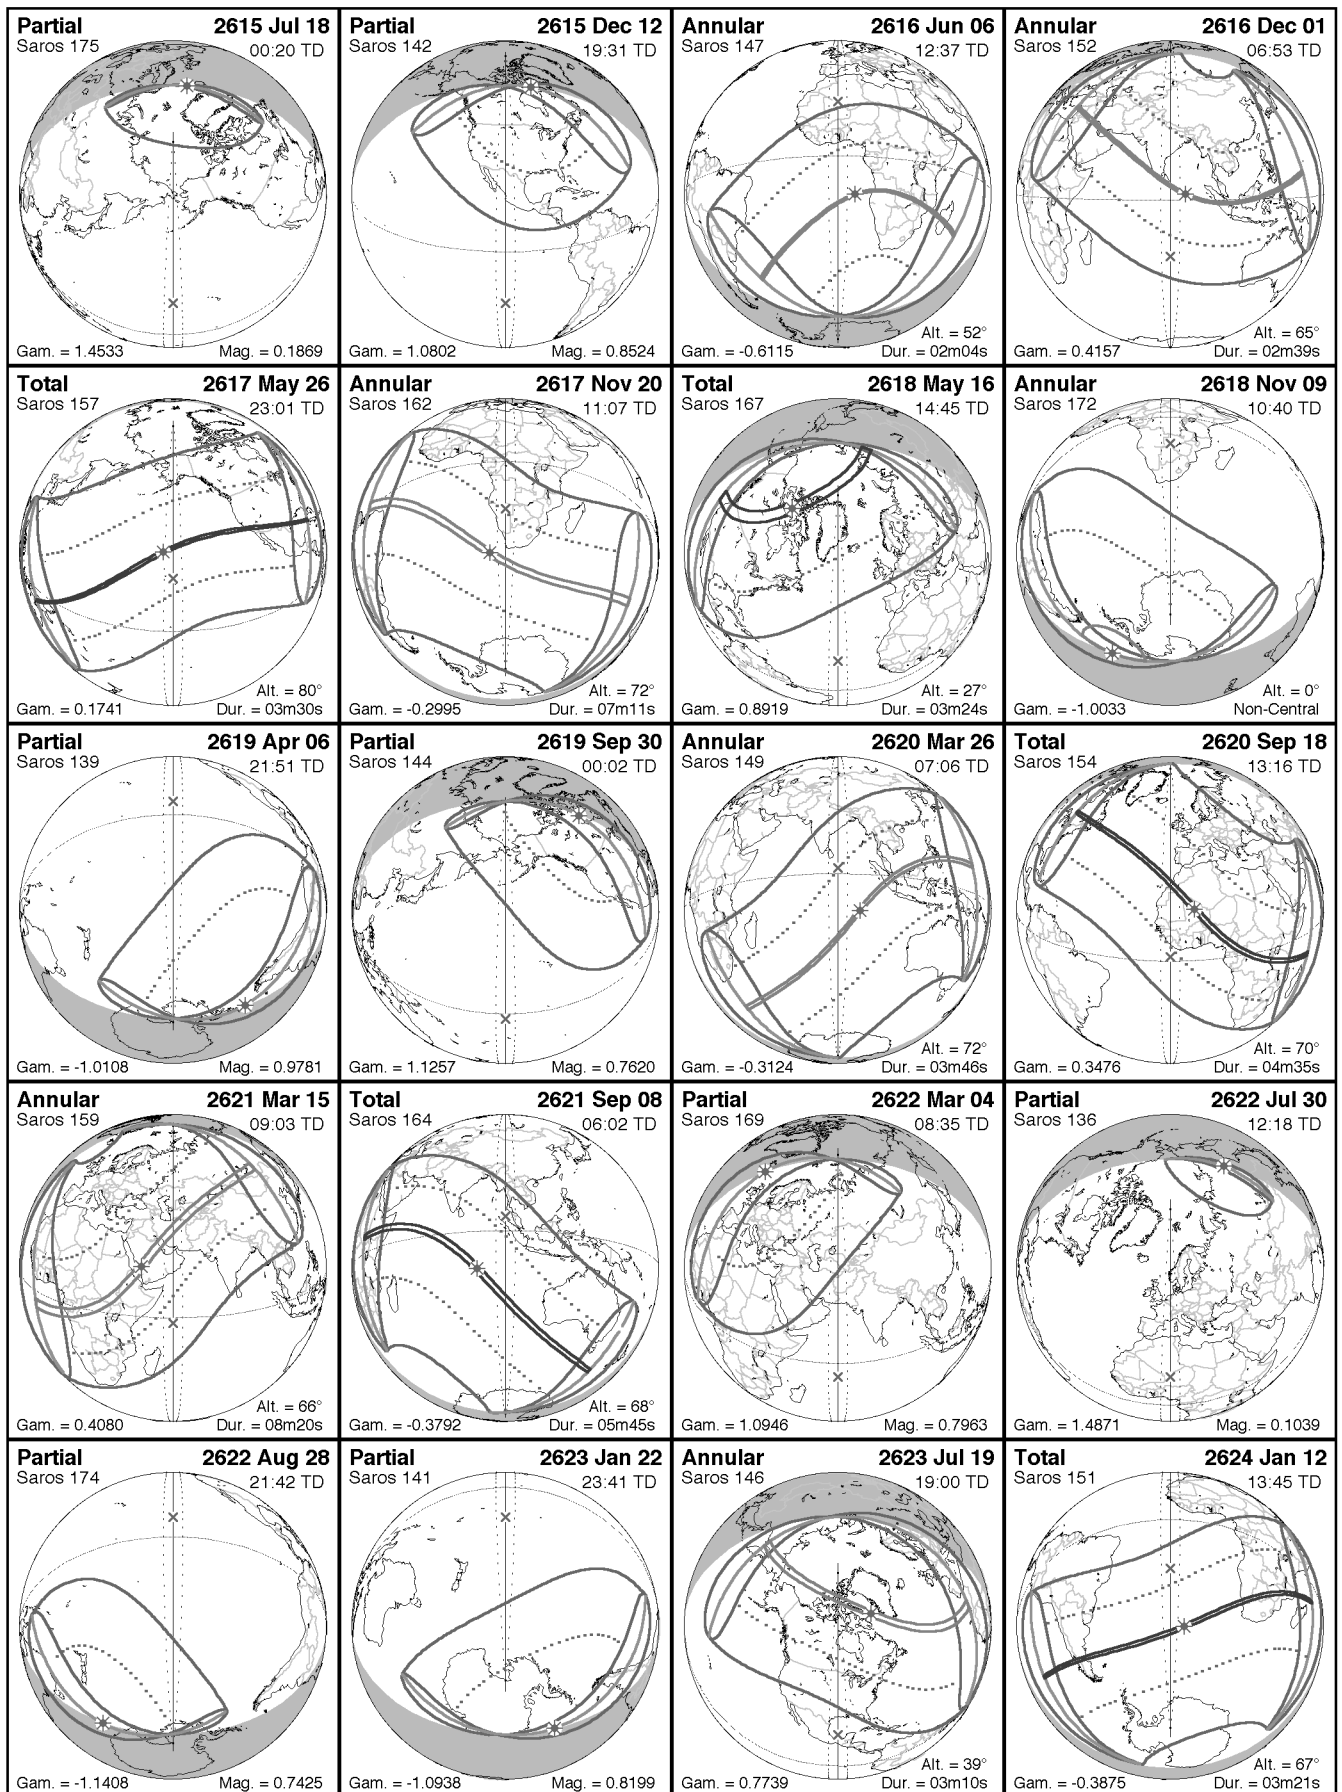 Partial 2615 Jul 18
Saros 175 00:20 TD
Gam. = 1.4533 Mag. = 0.1869
Partial 2615 Dec 12
Saros 142 19:31 TD
Gam. = 1.0802 Mag. = 0.8524
Annular 2616 Jun 06
Saros 147 12:37 TD
Alt. = 52°
Gam. = -0.6115 Dur. = 02m04s
Annular 2616 Dec 01
Saros 152 06:53 TD
Alt. = 65°
Gam. = 0.4157 Dur. = 02m39s
Total 2617 May 26
Saros 157 23:01 TD
Alt. = 80°
Gam. = 0.1741 Dur. = 03m30s
Annular 2617 Nov 20
Saros 162 11:07 TD
Alt. = 72°
Gam. = -0.2995 Dur. = 07m11s
Total 2618 May 16
Saros 167 14:45 TD
Alt. = 27°
Gam. = 0.8919 Dur. = 03m24s
Annular 2618 Nov 09
Saros 172 10:40 TD
Alt. = 0°
Gam. = -1.0033 Non-Central
Partial 2619 Apr 06
Saros 139 21:51 TD
Gam. = -1.0108 Mag. = 0.9781
Partial 2619 Sep 30
Saros 144 00:02 TD
Gam. = 1.1257 Mag. = 0.7620
Annular 2620 Mar 26
Saros 149 07:06 TD
Alt. = 72°
Gam. = -0.3124 Dur. = 03m46s
Total 2620 Sep 18
Saros 154 13:16 TD
Alt. = 70°
Gam. = 0.3476 Dur. = 04m35s
Annular 2621 Mar 15
Saros 159 09:03 TD
Alt. = 66°
Gam. = 0.4080 Dur. = 08m20s
Total 2621 Sep 08
Saros 164 06:02 TD
Alt. = 68°
Gam. = -0.3792 Dur. = 05m45s
Partial 2622 Mar 04
Saros 169 08:35 TD
Gam. = 1.0946 Mag. = 0.7963
Partial 2622 Jul 30
Saros 136 12:18 TD
Gam. = 1.4871 Mag. = 0.1039
Partial 2622 Aug 28
Saros 174 21:42 TD
Gam. = -1.1408 Mag. = 0.7425
Partial 2623 Jan 22
Saros 141 23:41 TD
Gam. = -1.0938 Mag. = 0.8199
Annular 2623 Jul 19
Saros 146 19:00 TD
Alt. = 39°
Gam. = 0.7739 Dur. = 03m10s
Total 2624 Jan 12
Saros 151 13:45 TD
Alt. = 67°
Gam. = -0.3875 Dur. = 03m21s